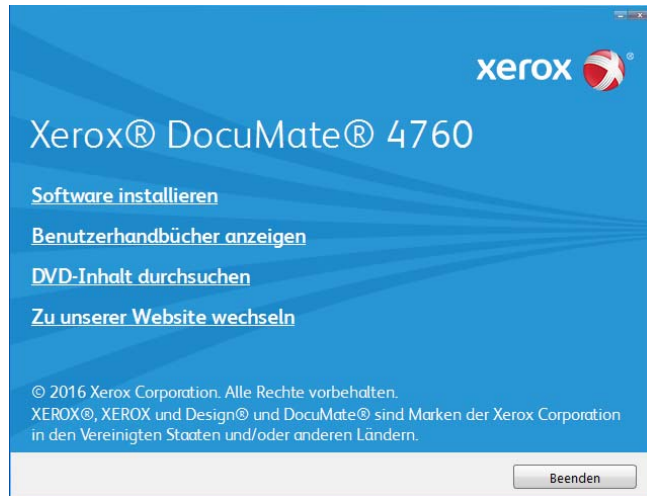 xerox
Xerox® DocuMate® 4760
Software installieren
Benutzerhandbücher anzeigen
DVD-Inhalt durchsuchen
Zu unserer Website wechseln
© 2016 Xerox Corporation. Alle Rechte vorbehalten.
XEROX®, XEROX und Design® und DocuMate® sind Marken der Xerox Corporation
in den Vereinigten Staaten und/oder anderen Ländern.
Beenden